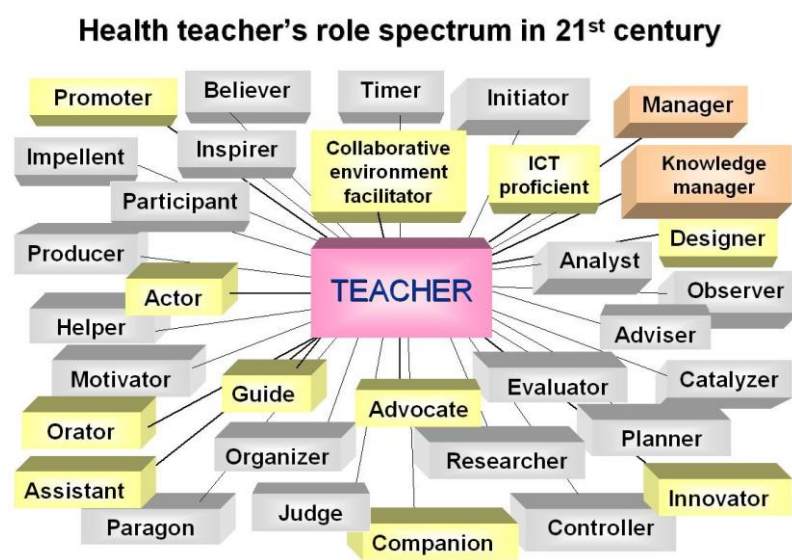 Health teacher's role spectrum in 21st century
Promoter
Believer
Timer
Initiator
Manager
Impellent
Inspirer
Collaborative
environment
facilitator
ICT
proficient
Knowledge
manager
Participant
Producer
Designer
Analyst
Actor
TEACHER
Observer
Helper
Adviser
Motivator
Guide
Advocate
Evaluator
Catalyzer
Orator
Planner
Organizer
Researcher
Assistant
Innovator
Paragon
Judge
Companion
Controller